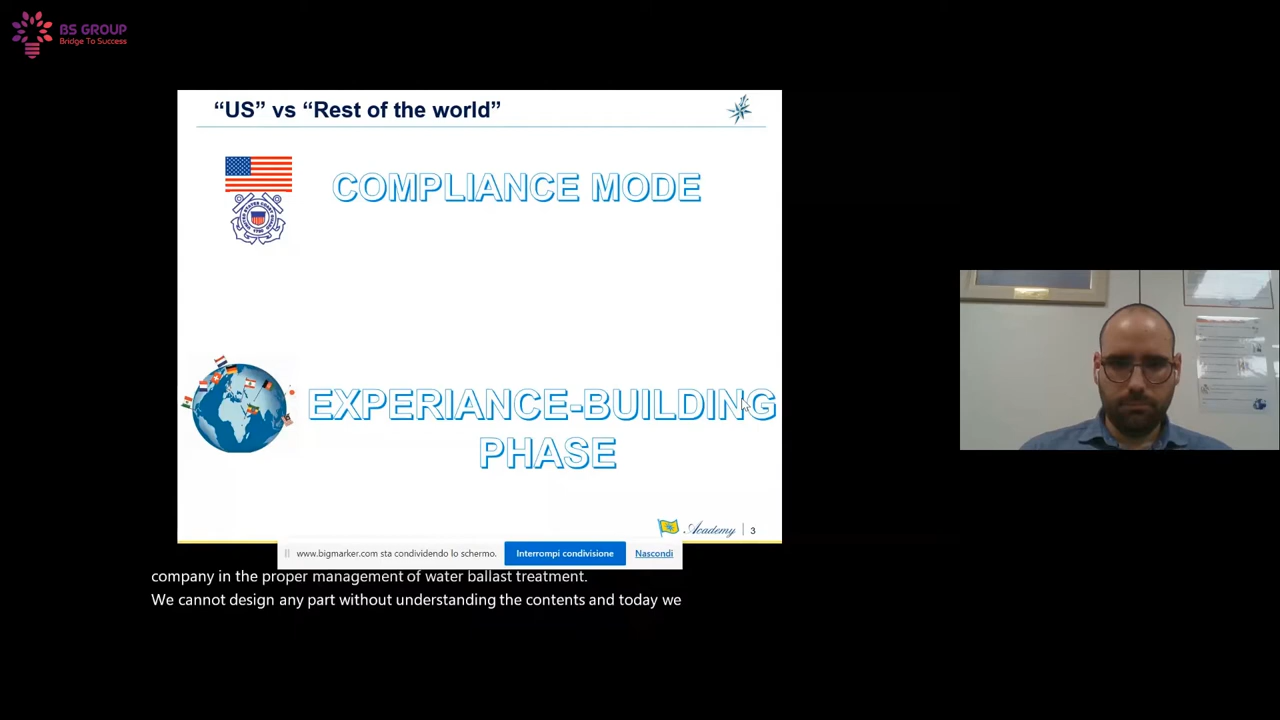 BS GROUP
Bridge To Success
“US” vs “Rest of the world”
COMPLIANCE MODE
EXPERIANCE-BUILDING
PHASE
Academy | 3
www.bigmarker.com sta condividendo lo schermo.
Interrompi condivisione
Nascondi
company in the proper management of water ballast treatment.
We cannot design any part without understanding the contents and today we